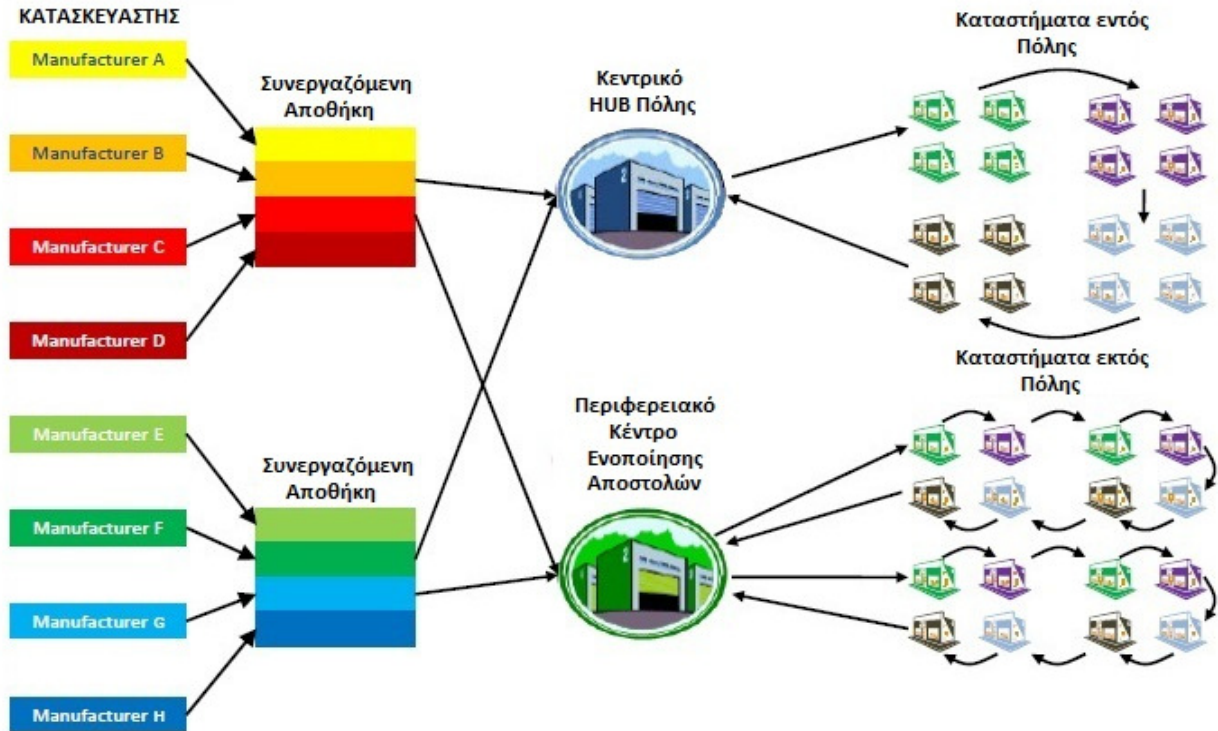 ΚΑΤΑΣΚΕΥΑΣΤΗΣ
Manufacturer A
Manufacturer B
Manufacturer C
Manufacturer D
Manufacturer E
Manufacturer F
Manufacturer G
Manufacturer H
Συνεργαζόμενη
Αποθήκη
Συνεργαζόμενη
Αποθήκη
Κεντρικό
HUB Πόλης
Περιφερειακό
Κέντρο
Ενοποίησης
Αποστολών
Καταστήματα εντός
Πόλης
Καταστήματα εκτός
Πόλης